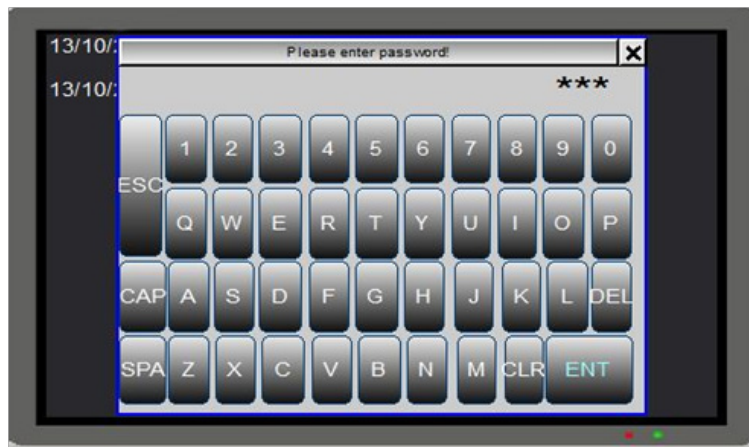 13/10/
Please enter password!
X
13/10/2
***
1 2 3 4 5 6 7 8 9 0
ESC
Q W E R T Y U I O P
CAP A S D F G H J K L DEL
SPA Z X C V B N M CLR ENT